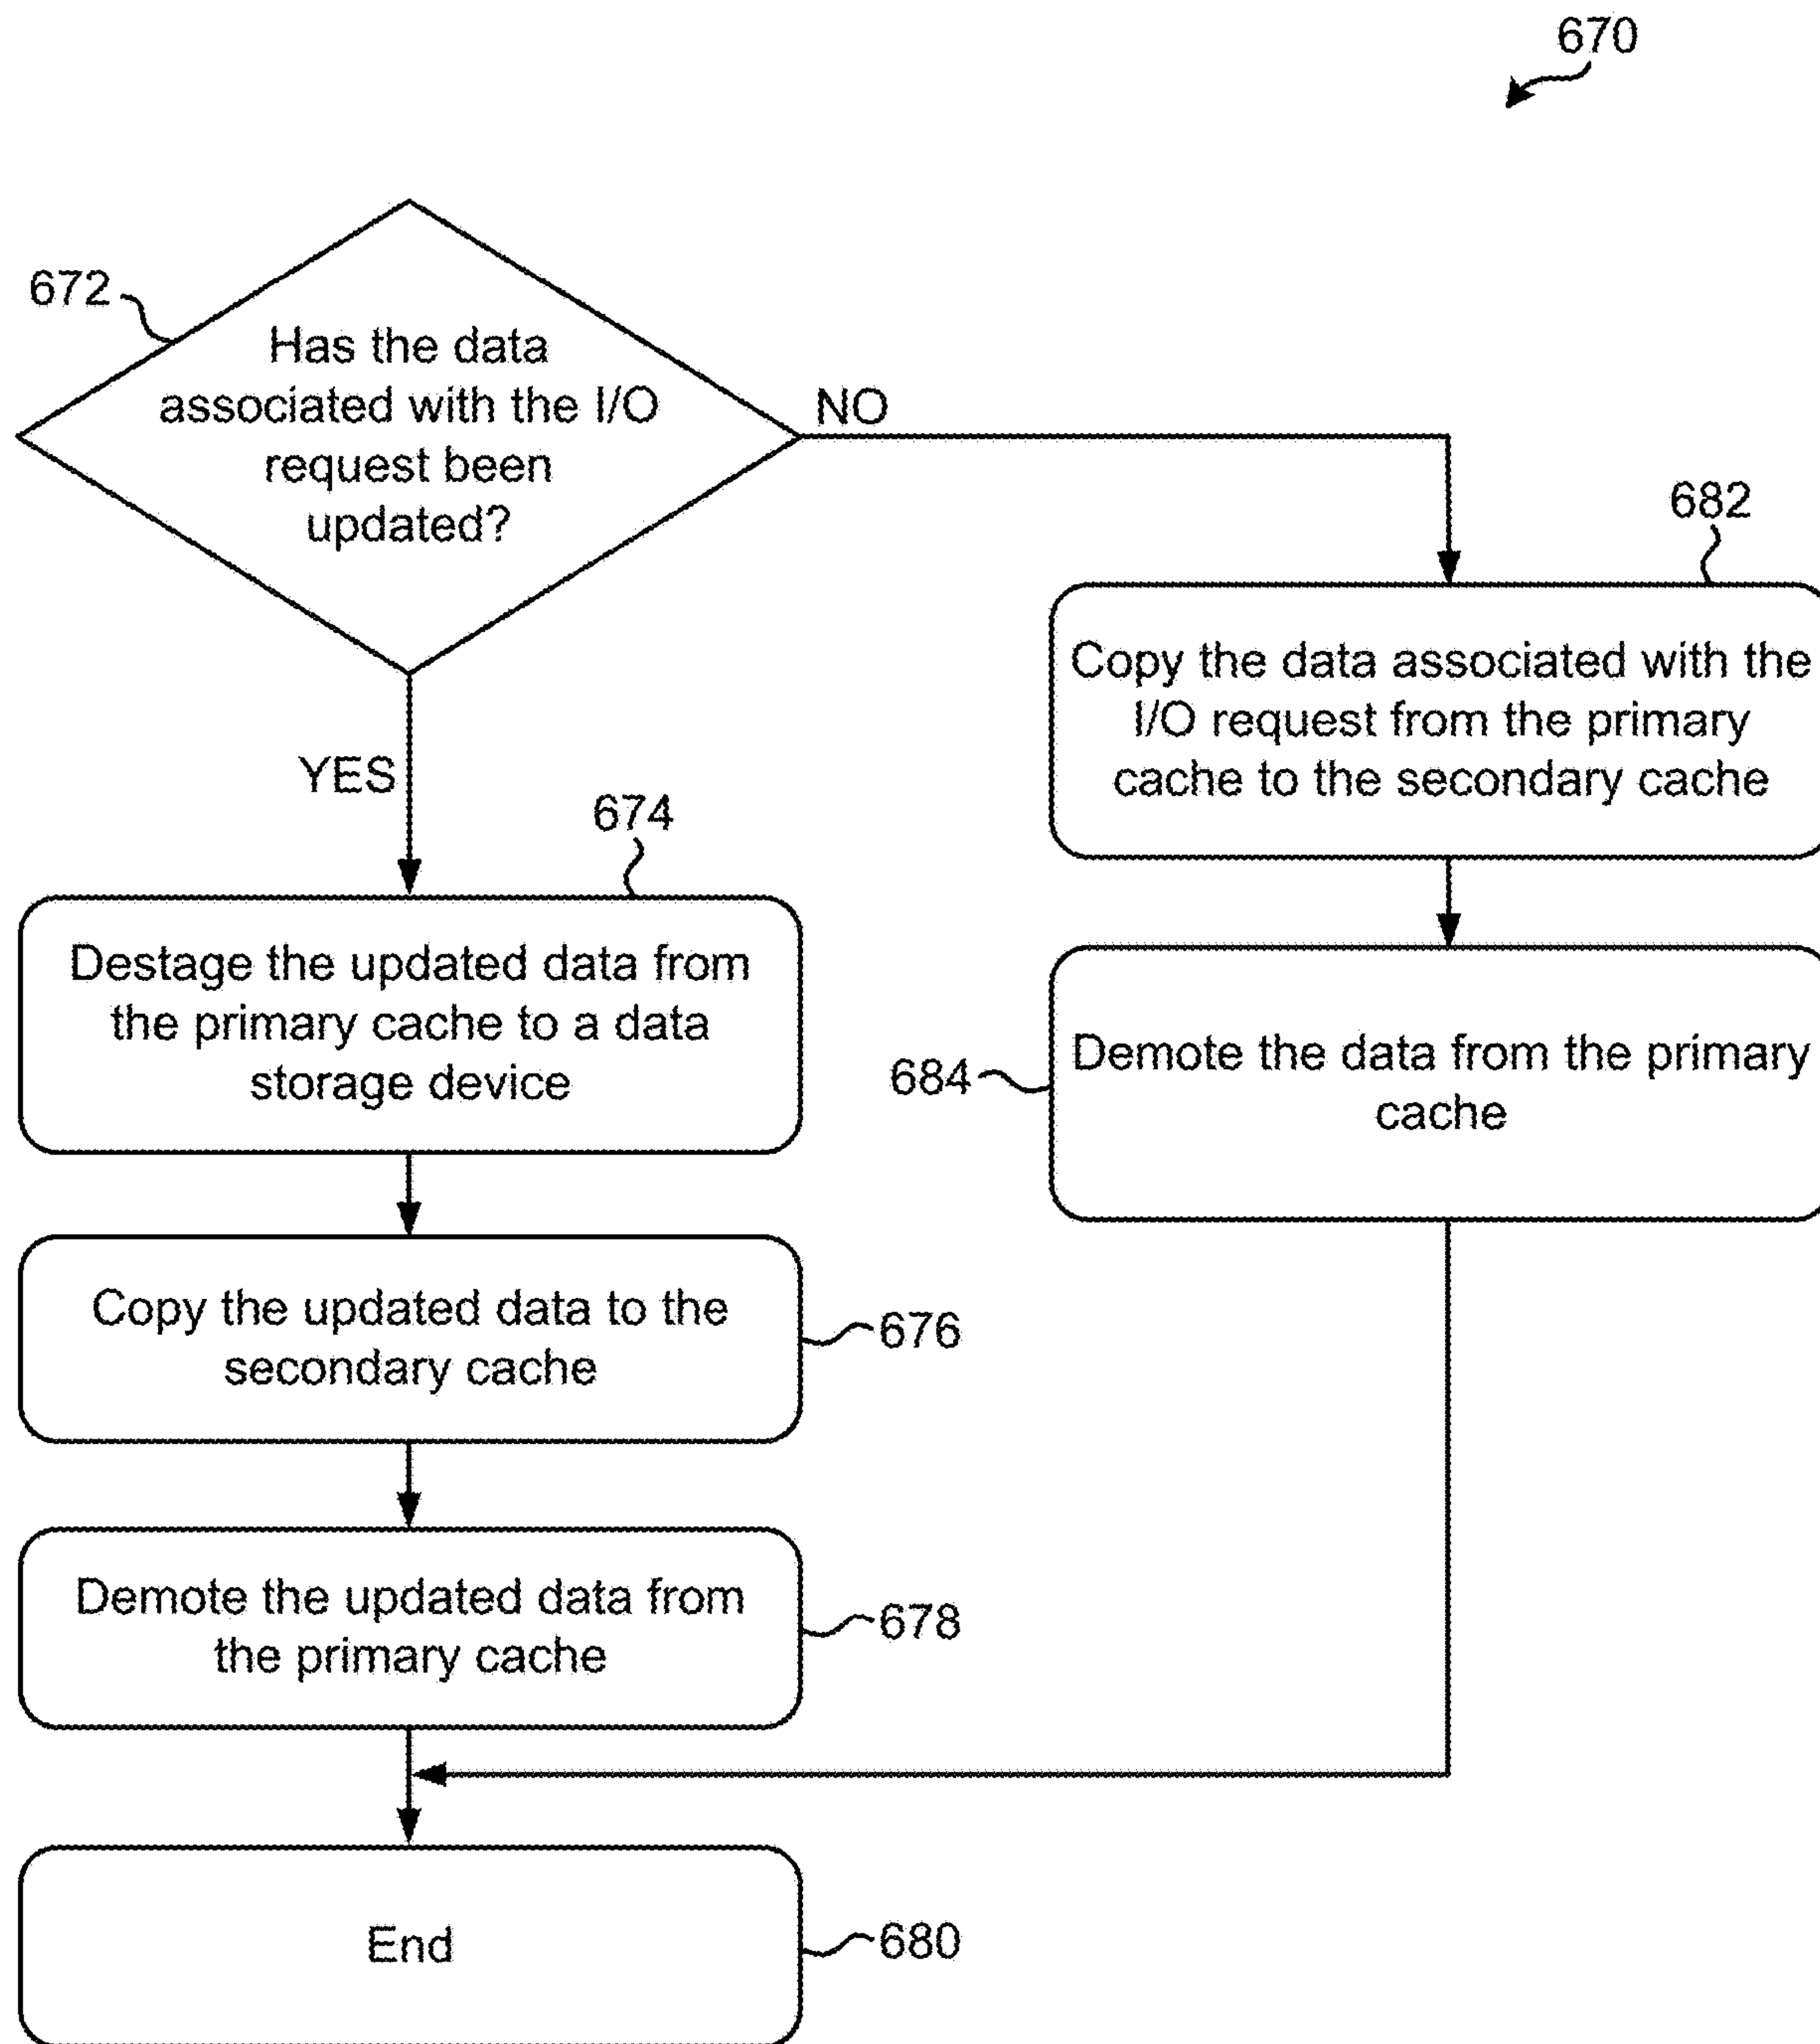 670
672
Has the data
associated with the I/O
request been
updated?
NO
YES
682
Copy the data associated with the
I/O request from the primary
cache to the secondary cache
674
Destage the updated data from
the primary cache to a data
storage device
684
Demote the data from the primary
cache
Copy the updated data to the
secondary cache
676
Demote the updated data from
the primary cache
678
End
680